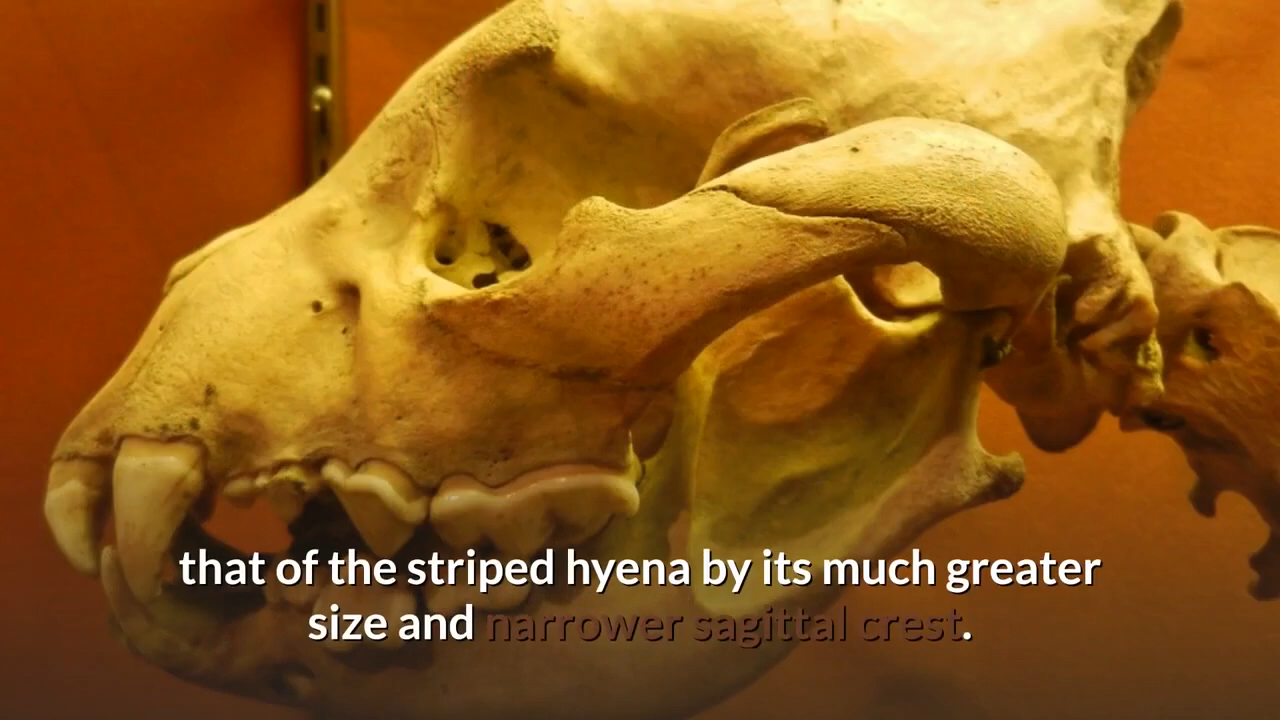 that of the striped hyena by its much greater
size and narrower sagittal crest.